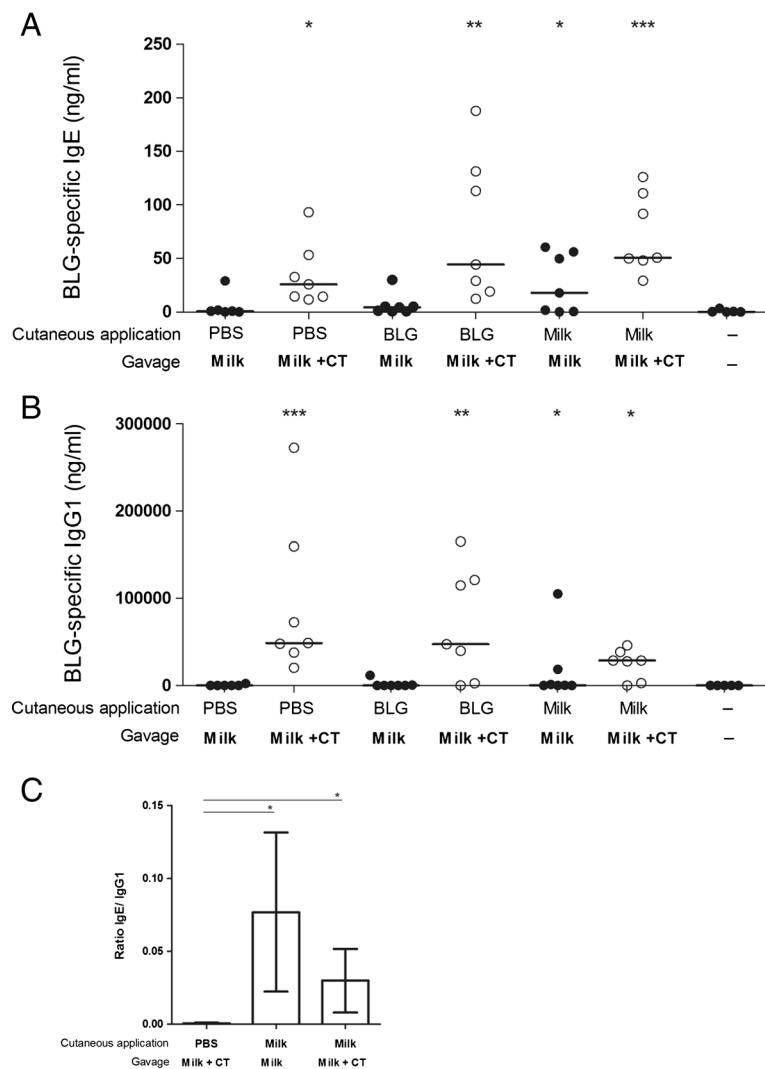 A
* ** * ***
BLG-specific IgE (ng/ml)
250
200
150
100
50
0
Cutaneous application PBS PBS BLG BLG Milk Milk –
Gavage Milk Milk +CT Milk Milk +CT Milk Milk +CT –
B
*** ** * *
BLG-specific IgG1 (ng/ml)
300000
200000
100000
0
Cutaneous application PBS PBS BLG BLG Milk Milk –
Gavage Milk Milk +CT Milk Milk +CT Milk Milk +CT –
C
*
*
Ratio IgE/ IgG1
0.15
0.10
0.05
0.00
Cutaneous application PBS Milk Milk
Gavage Milk + CT Milk Milk + CT